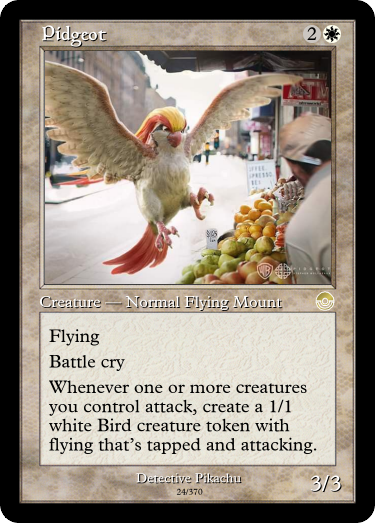 Pidgeot 2
Creature — Normal Flying Mount
Flying
Battle cry
Whenever one or more creatures
you control attack, create a 1/1
white Bird creature token with
flying that's tapped and attacking.
Detective Pikachu
24/370
3/3